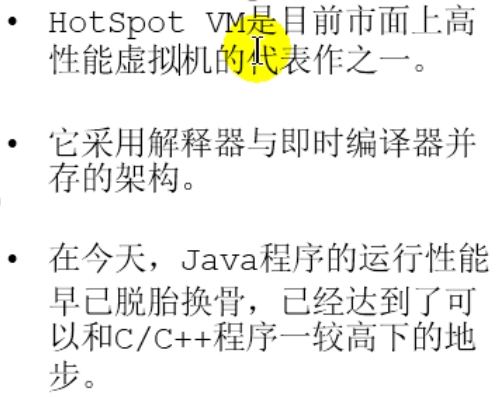 • HotSpot VM是目前市面上高
性能虚拟机的代表作之一。
• 它采用解释器与即时编译器并
存的架构。
• 在今天，Java程序的运行性能
早已脱胎换骨，已经达到了可
以和C/C++程序一较高下的地
步。